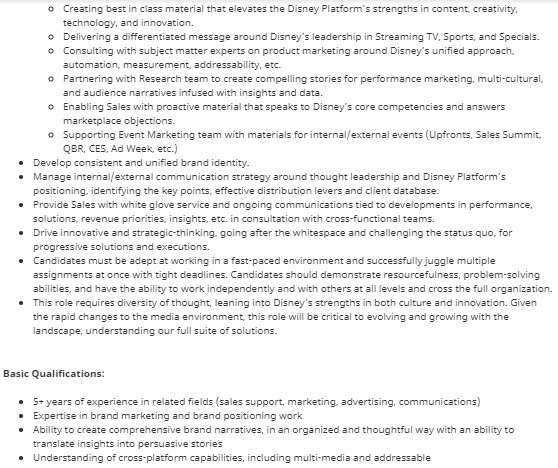 Creating best in class material that elevates the Disney Platform's strengths in content, creativity,
technology, and innovation.
Delivering a differentiated message around Disney's leadership in Streaming TV, Sports, and Specials.
Consulting with subject matter experts on product marketing around Disney's unified approach,
automation, measurement, addressability, etc.
Partnering with Research team to create compelling stories for performance marketing, multi-cultural,
and audience narratives infused with insights and data.
Enabling Sales with proactive material that speaks to Disney's core competencies and answers
marketplace objections.
Supporting Event Marketing team with materials for internal/external events (Upfronts, Sales Summit,
QBR, CES, Ad Week, etc.)
Develop consistent and unified brand identity.
Manage internal/external communication strategy around thought leadership and Disney Platform's
positioning, identifying the key points, effective distribution levers and client database.
Provide Sales with white glove service and ongoing communications tied to developments in performance,
solutions, revenue priorities, insights, etc. in consultation with cross-functional teams.
Drive innovative and strategic-thinking, going after the whitespace and challenging the status quo, for
progressive solutions and executions.
Candidates must be adept at working in a fast-paced environment and successfully juggle multiple
assignments at once with tight deadlines. Candidates should demonstrate resourcefulness, problem-solving
abilities, and have the ability to work independently and with others at all levels and cross the full organization.
This role requires diversity of thought, leaning into Disney's strengths in both culture and innovation. Given
the rapid changes to the media environment, this role will be critical to evolving and growing with the
landscape, understanding our full suite of solutions.
Basic Qualifications:
5+ years of experience in related fields (sales support, marketing, advertising, communications)
Expertise in brand marketing and brand positioning work
Ability to create comprehensive brand narratives, in an organized and thoughtful way with an ability to
translate insights into persuasive stories
Understanding of cross-platform capabilities, including multi-media and addressable